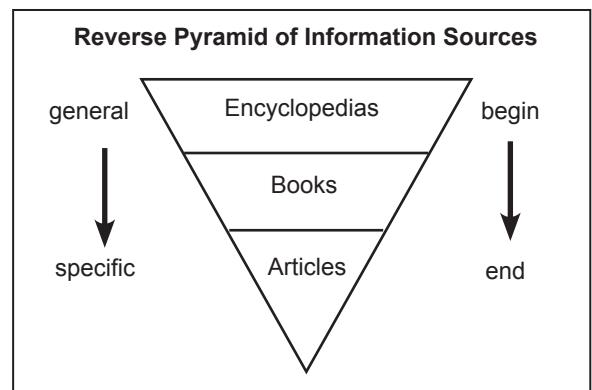 Reverse Pyramid of Information Sources
general
Encyclopedias
begin
Books
specific
Articles
end